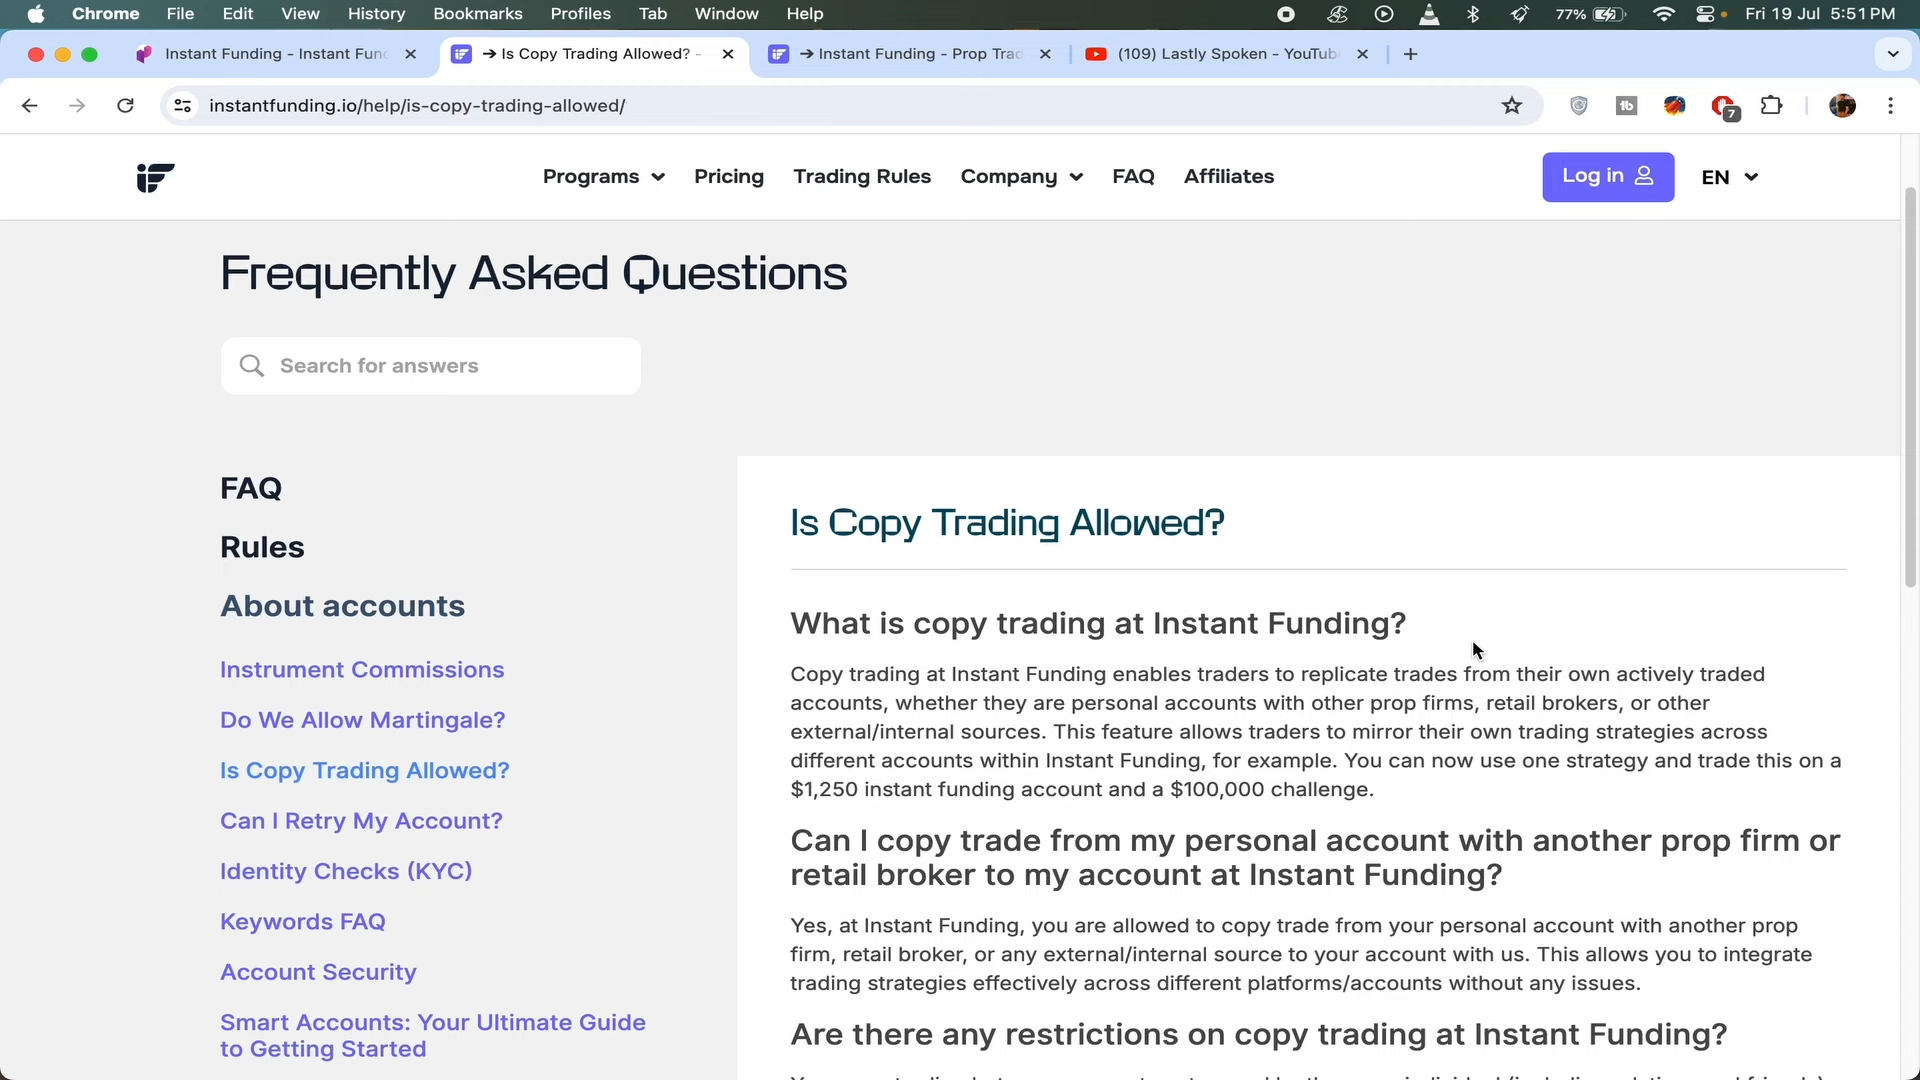 Chrome File Edit View History Bookmarks Profiles Tab Window Help 77% Fri 19 Jul 5:51 PM
Instant Funding - Instant Func → Is Copy Trading Allowed? - → Instant Funding - Prop Trad (109) Lastly Spoken - YouTube
instantfunding.io/help/is-copy-trading-allowed/ tb 7
Programs Pricing Trading Rules Company FAQ Affiliates Log in EN
Frequently Asked Questions
Search for answers
FAQ
Rules
About accounts
Instrument Commissions
Do We Allow Martingale?
Is Copy Trading Allowed?
Can I Retry My Account?
Identity Checks (KYC)
Keywords FAQ
Account Security
Smart Accounts: Your Ultimate Guide
to Getting Started
Is Copy Trading Allowed?
What is copy trading at Instant Funding?
Copy trading at Instant Funding enables traders to replicate trades from their own actively traded
accounts, whether they are personal accounts with other prop firms, retail brokers, or other
external/internal sources. This feature allows traders to mirror their own trading strategies across
different accounts within Instant Funding, for example. You can now use one strategy and trade this on a
$1,250 instant funding account and a $100,000 challenge.
Can I copy trade from my personal account with another prop firm or
retail broker to my account at Instant Funding?
Yes, at Instant Funding, you are allowed to copy trade from your personal account with another prop
firm, retail broker, or any external/internal source to your account with us. This allows you to integrate
trading strategies effectively across different platforms/accounts without any issues.
Are there any restrictions on copy trading at Instant Funding?